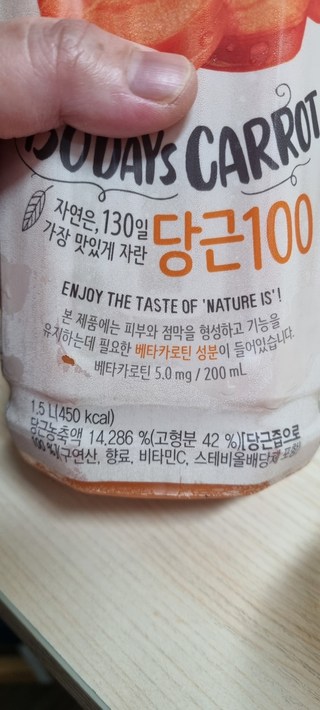 DAYs CARROT
자연은, 130일
가장 맛있게 자란
당근100
ENJOY THE TASTE OF 'NATURE IS'!
본 제품에는 피부와 점막을 형성하고 기능을
유지하는데 필요한 베타카로틴 성분이 들어있습니다.
베타카로틴 5.0 mg / 200 mL
1.5 L(450 kcal)
당근농축액 14.286 %(고형분 42 %)[당근즙으로
100 %](구연산, 향료, 비타민C, 스테비올배당체